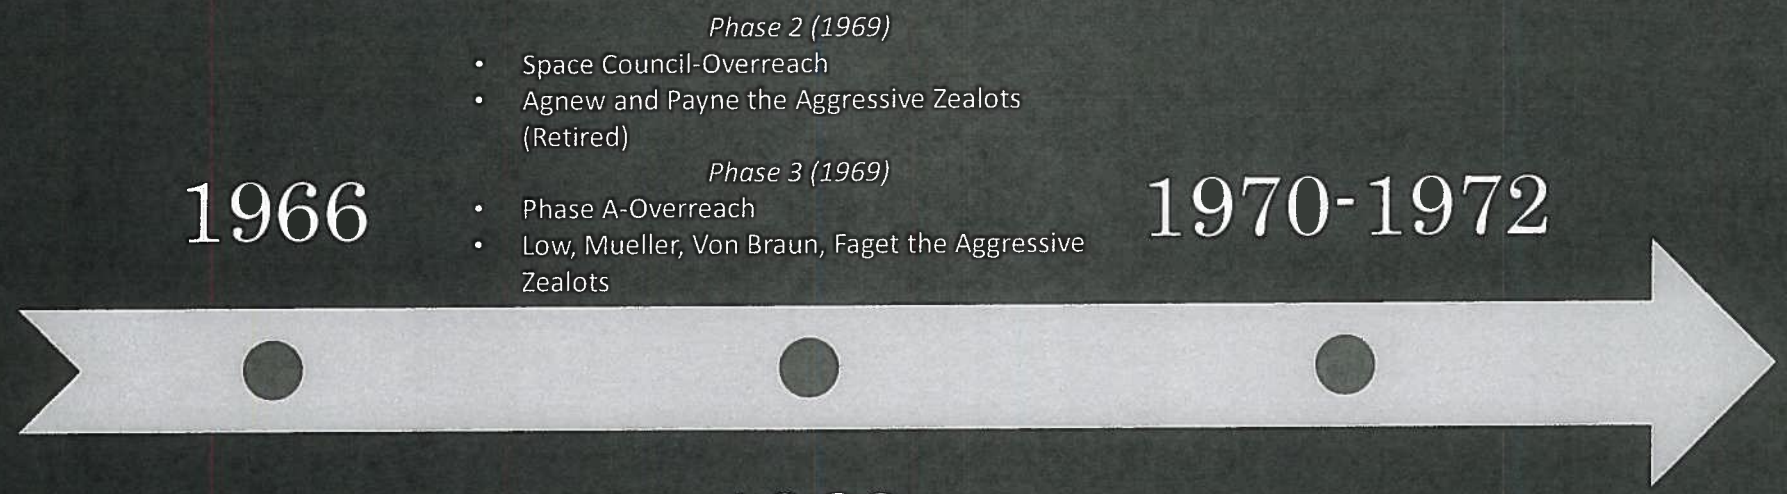 Phase 2 (1969)
• Space Council-Overreach
• Agnew and Payne the Aggressive Zealots
(Retired)
Phase 3 (1969)
• Phase A-Overreach
• Low, Mueller, Von Braun, Faget the Aggressive
Zealots
1966
1970-1972